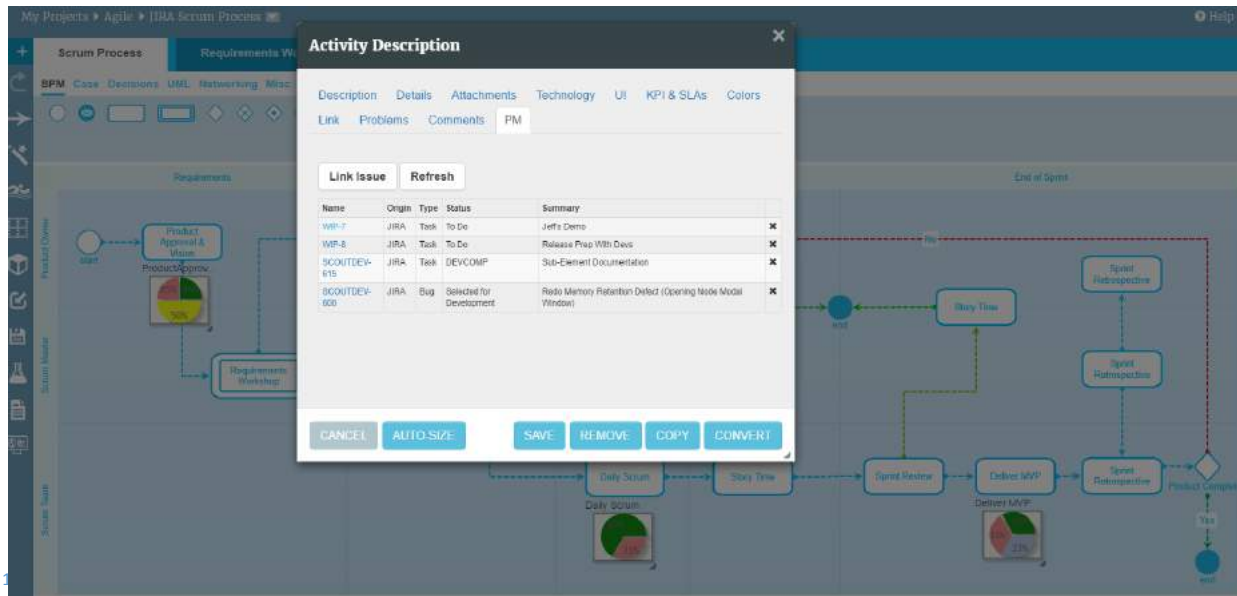 My Projects ▸ Agile ▸ JIRA Scrum Process
Help
Scrum Process
Requirements Wo
BPM Case Decisions UML Networking Misc
Activity Description
Description Details Attachments Technology UI KPI & SLAs Colors
Link Problems Comments PM
Link Issue Refresh
Name Origin Type Status Summary
WIP-7 JIRA Task To Do Jeff's Demo
WIP-8 JIRA Task To Do Release Prep With Devs
SCOUTDEV-615 JIRA Task DEVCOMP Sub-Element Documentation
SCOUTDEV-600 JIRA Bug Selected for Development Redo Memory Retention Defect (Opening Node Modal Window)
CANCEL AUTO-SIZE SAVE REMOVE COPY CONVERT
Requirements
End of Sprint
Product Owner
start
Product Approval & Vision
ProductApprov..
50%
No
Sprint Retrospective
Story Time
end
Scrum Master
Requirements Workshop
Sprint Retrospective
Scrum Team
Daily Scrum
Story Time
Sprint Review
Deliver MVP
Sprint Retrospective
Product Complet
Daily Scrum
Deliver MVP
Yes
end